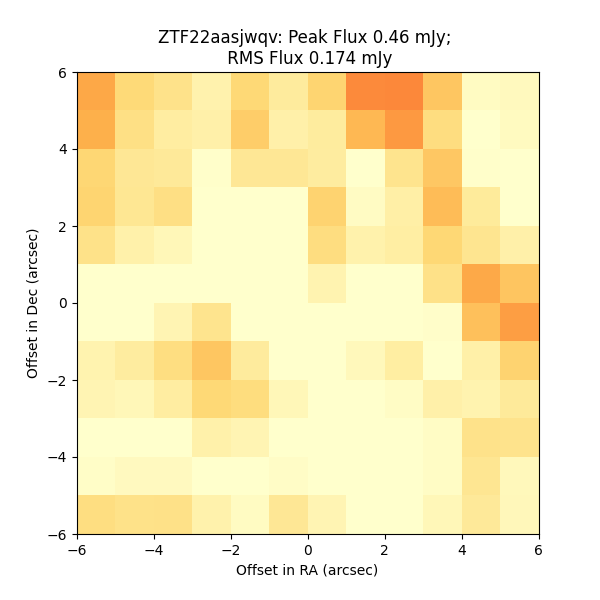 ZTF22aasjwqv: Peak Flux 0.46 mJy;
RMS Flux 0.174 mJy
6
4
2
0
−2
−4
−6
Offset in Dec (arcsec)
−6 −4 −2 0 2 4 6
Offset in RA (arcsec)